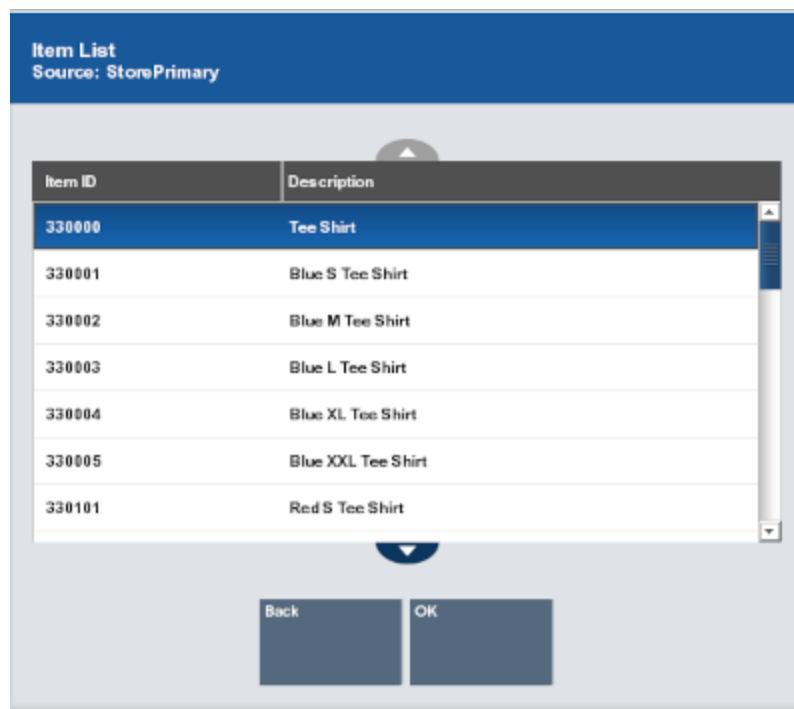 Item List
Source: StorePrimary
Item ID Description
330000 Tee Shirt
330001 Blue S Tee Shirt
330002 Blue M Tee Shirt
330003 Blue L Tee Shirt
330004 Blue XL Tee Shirt
330005 Blue XXL Tee Shirt
330101 Red S Tee Shirt
Back OK